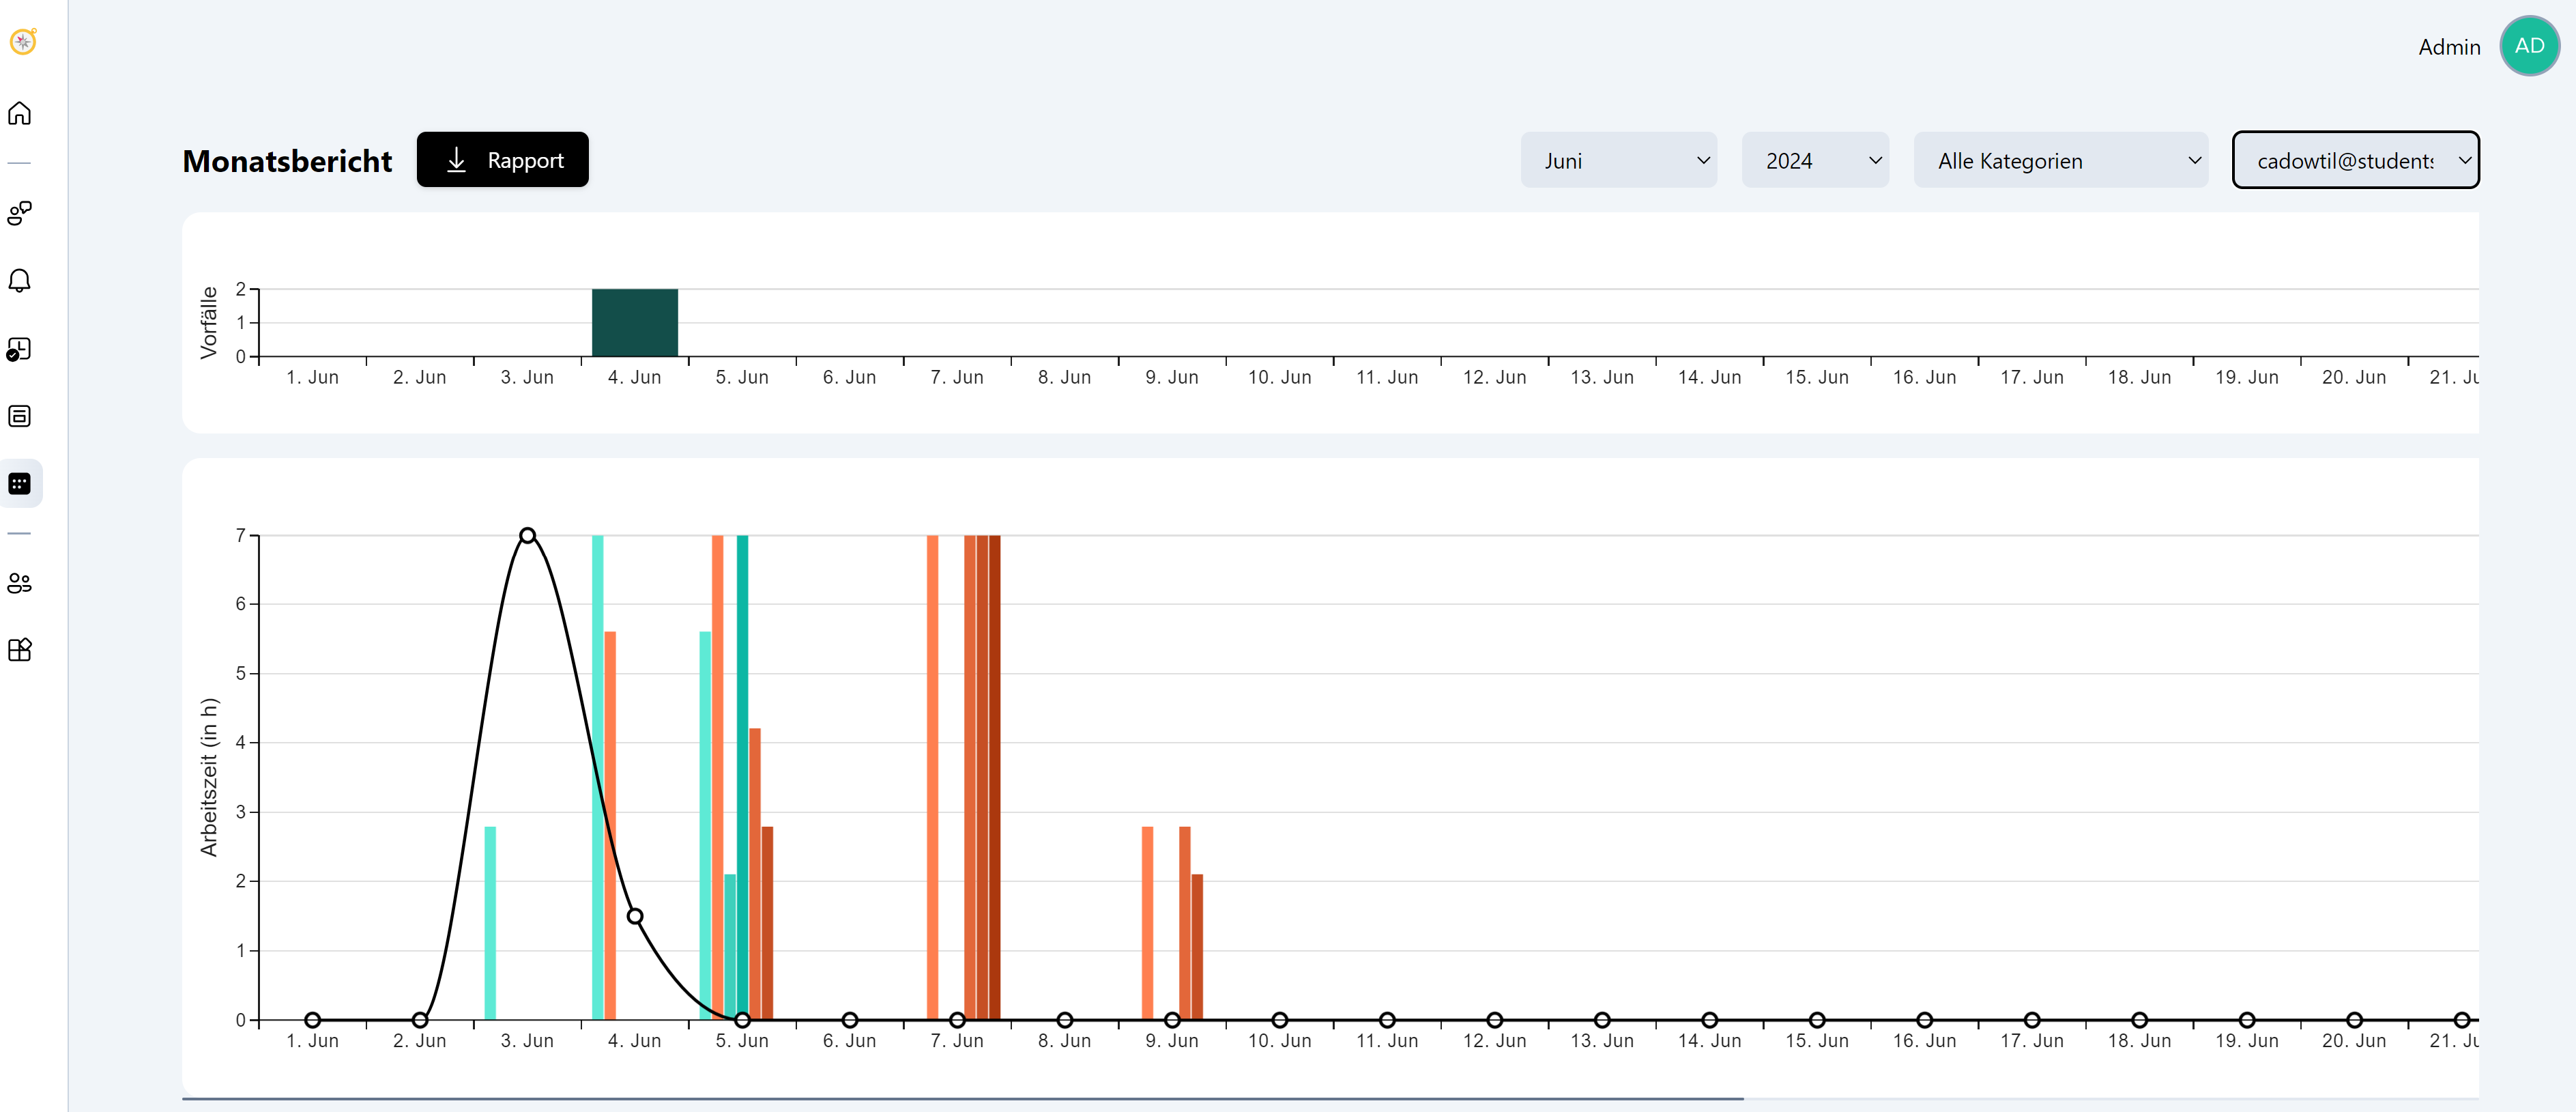 Admin AD
Monatsbericht Rapport Juni 2024 Alle Kategorien cadowtil@students
Vorfälle
2
1
0
1. Jun 2. Jun 3. Jun 4. Jun 5. Jun 6. Jun 7. Jun 8. Jun 9. Jun 10. Jun 11. Jun 12. Jun 13. Jun 14. Jun 15. Jun 16. Jun 17. Jun 18. Jun 19. Jun 20. Jun 21. Ju
Arbeitszeit (in h)
7
6
5
4
3
2
1
0
1. Jun 2. Jun 3. Jun 4. Jun 5. Jun 6. Jun 7. Jun 8. Jun 9. Jun 10. Jun 11. Jun 12. Jun 13. Jun 14. Jun 15. Jun 16. Jun 17. Jun 18. Jun 19. Jun 20. Jun 21. Ju